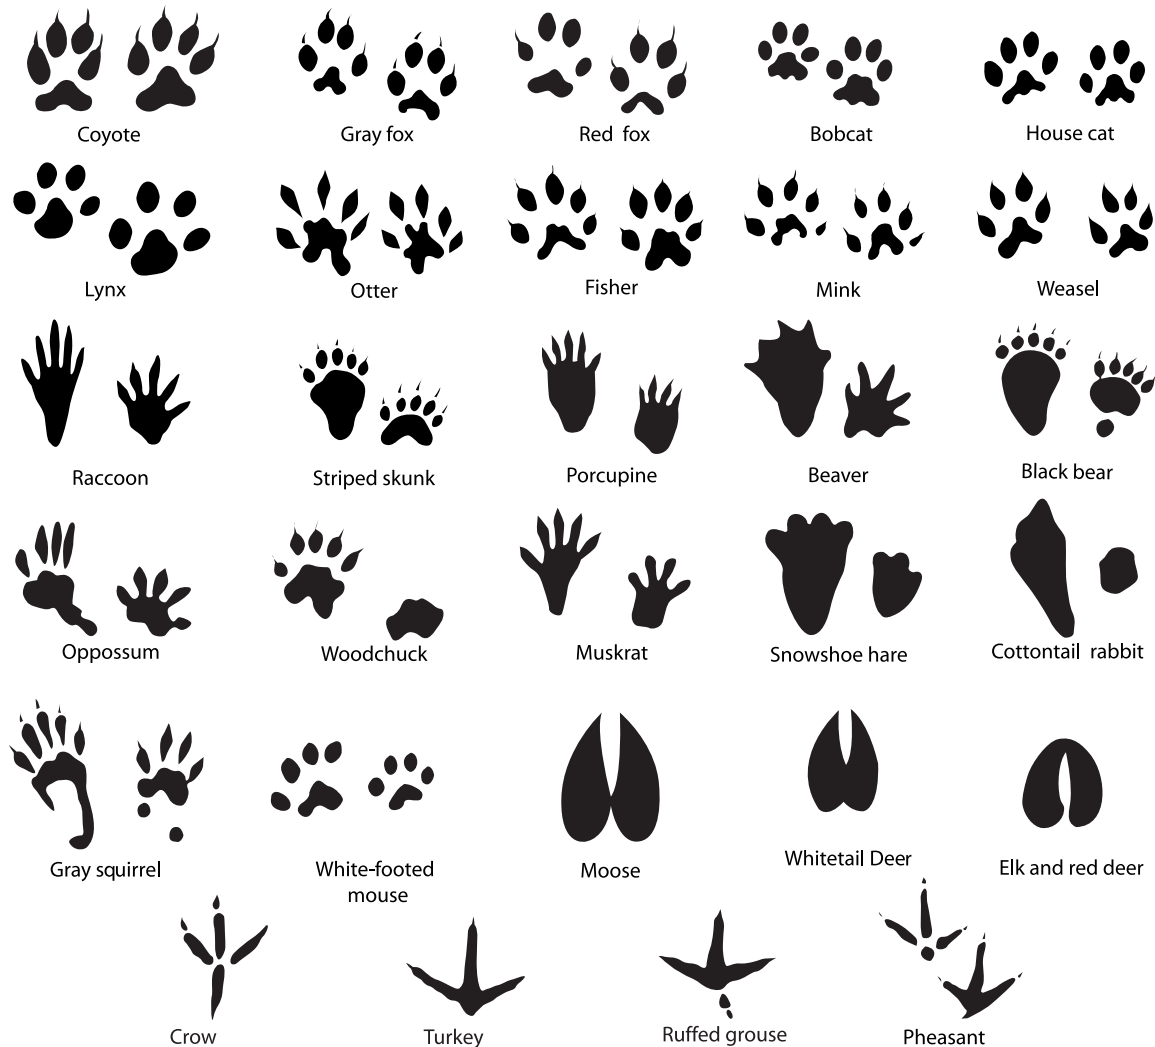 Coyote
Gray fox
Red fox
Bobcat
House cat
Lynx
Otter
Fisher
Mink
Weasel
Raccoon
Striped skunk
Porcupine
Beaver
Black bear
Oppossum
Woodchuck
Muskrat
Snowshoe hare
Cottontail rabbit
Gray squirrel
White-footed
mouse
Moose
Whitetail Deer
Elk and red deer
Crow
Turkey
Ruffed grouse
Pheasant